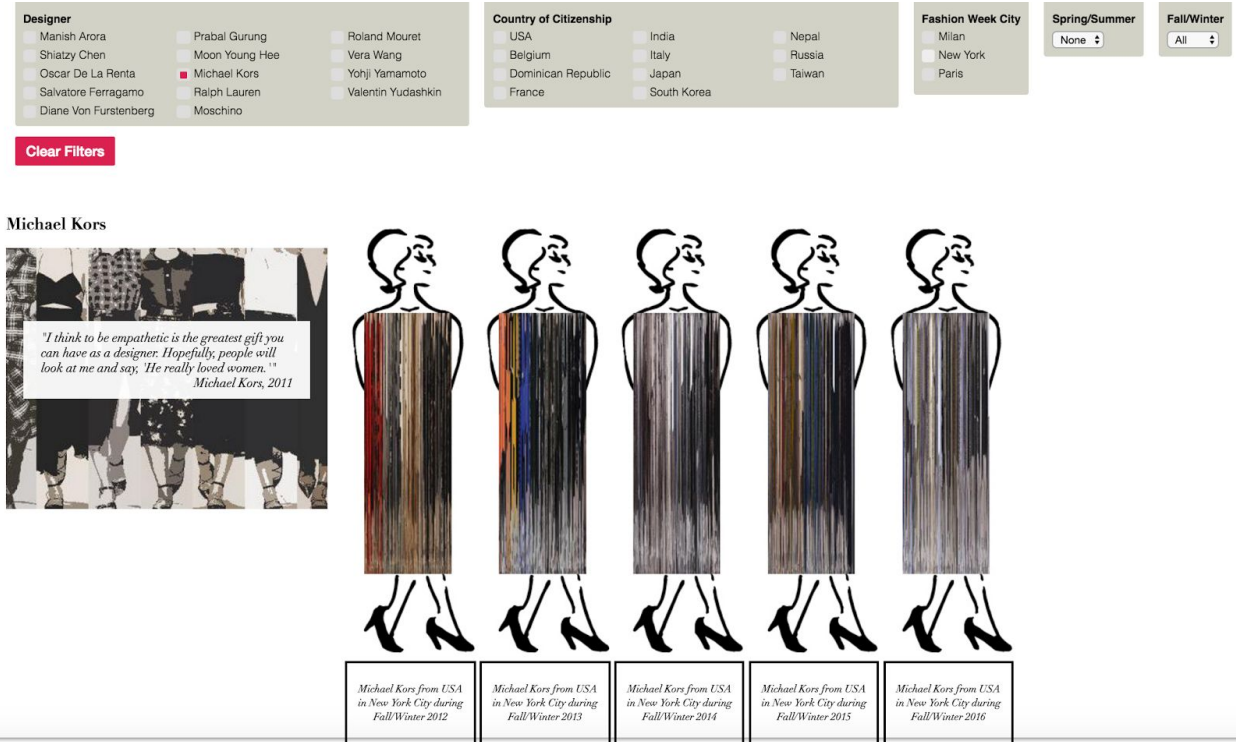 Designer
Manish Arora
Shiatzy Chen
Oscar De La Renta
Salvatore Ferragamo
Diane Von Furstenberg
Prabal Gurung
Moon Young Hee
Michael Kors
Ralph Lauren
Moschino
Roland Mouret
Vera Wang
Yohji Yamamoto
Valentin Yudashkin
Country of Citizenship
USA
Belgium
Dominican Republic
France
India
Italy
Japan
South Korea
Nepal
Russia
Taiwan
Fashion Week City
Milan
New York
Paris
Spring/Summer
None
Fall/Winter
All
Clear Filters
Michael Kors
"I think to be empathetic is the greatest gift you
can have as a designer. Hopefully, people will
look at me and say, 'He really loved women.'"
Michael Kors, 2011
Michael Kors from USA
in New York City during
Fall/Winter 2012
Michael Kors from USA
in New York City during
Fall/Winter 2013
Michael Kors from USA
in New York City during
Fall/Winter 2014
Michael Kors from USA
in New York City during
Fall/Winter 2015
Michael Kors from USA
in New York City during
Fall/Winter 2016